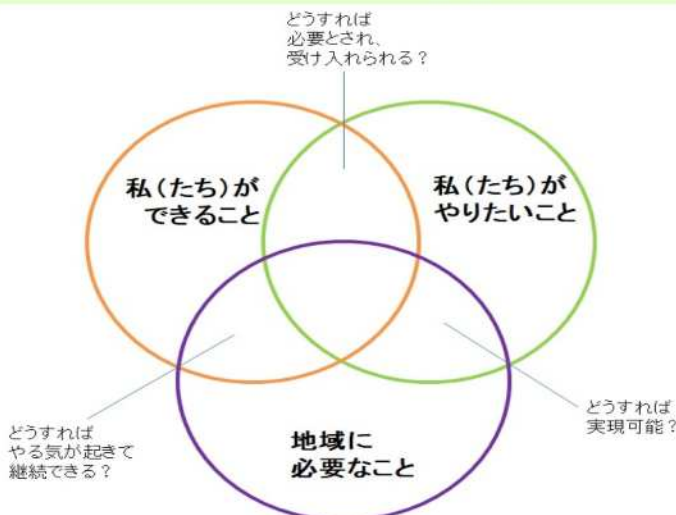 どうすれば
必要とされ、
受け入れられる？
私（たち）が
できること
私（たち）が
やりたいこと
どうすれば
やる気が起きて
継続できる？
地域に
必要なこと
どうすれば
実現可能？